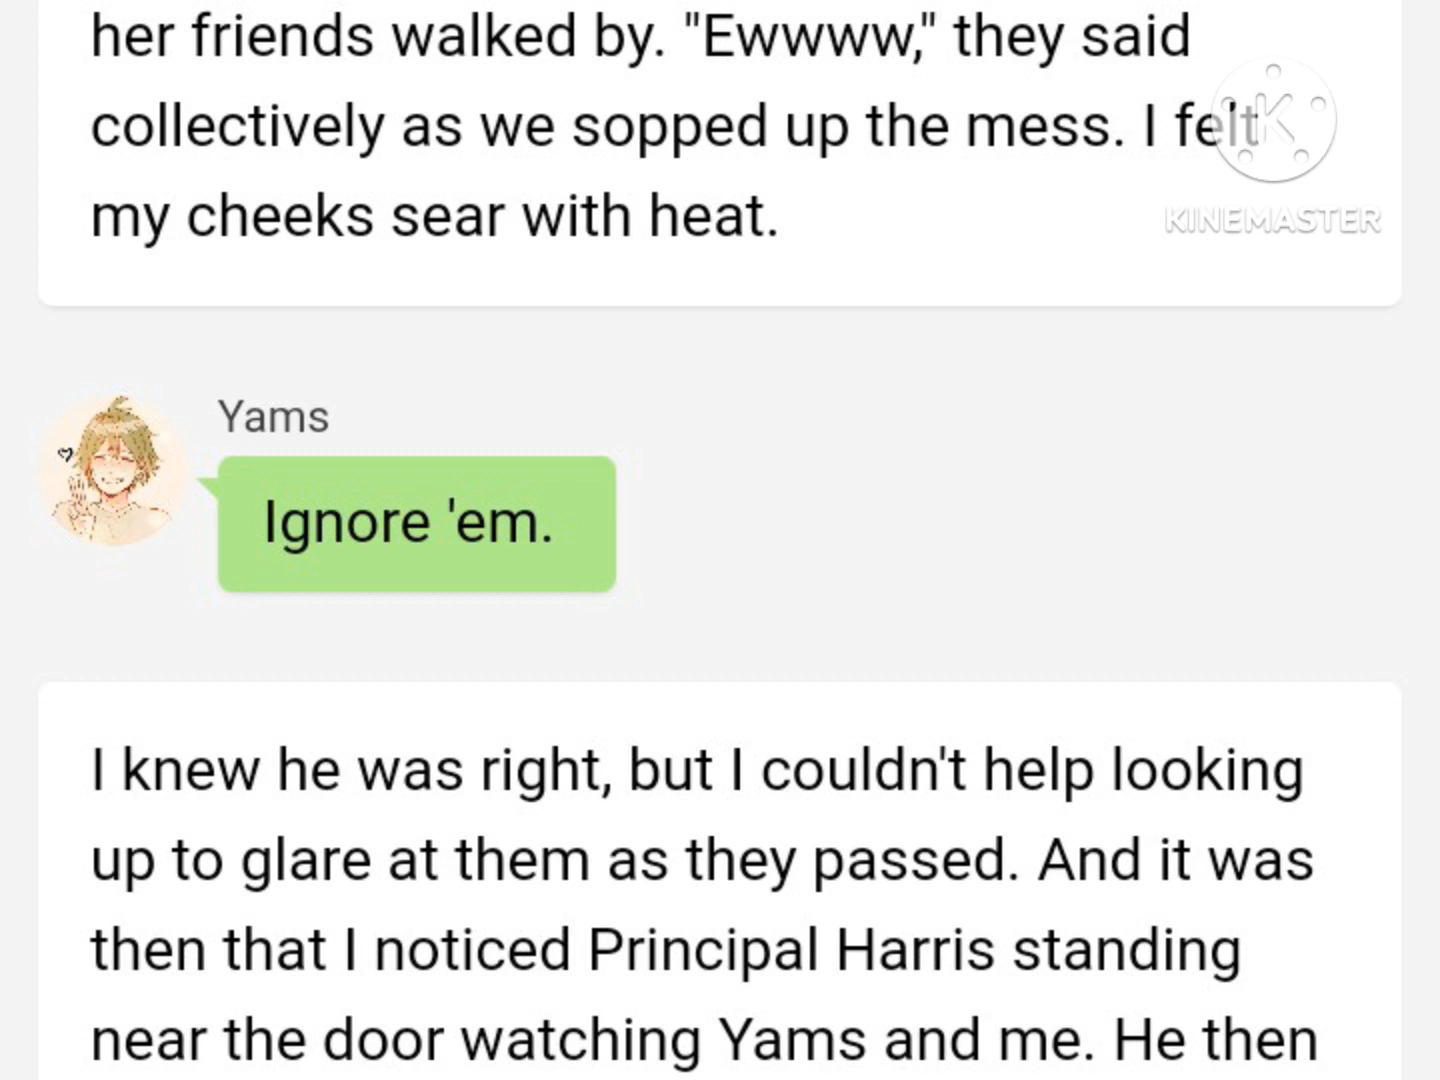 her friends walked by. "Ewwww," they said
collectively as we sopped up the mess. I felt
my cheeks sear with heat.
KINEMASTER
Yams
Ignore 'em.
I knew he was right, but I couldn't help looking
up to glare at them as they passed. And it was
then that I noticed Principal Harris standing
near the door watching Yams and me. He then